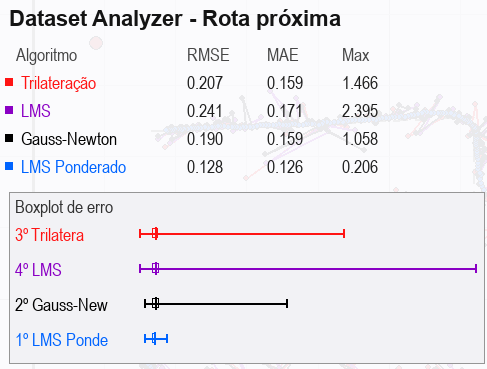 Dataset Analyzer - Rota próxima
Algoritmo RMSE MAE Max
Trilateração 0.207 0.159 1.466
LMS 0.241 0.171 2.395
Gauss-Newton 0.190 0.159 1.058
LMS Ponderado 0.128 0.126 0.206
Boxplot de erro
3º Trilatera
4º LMS
2º Gauss-New
1º LMS Ponde